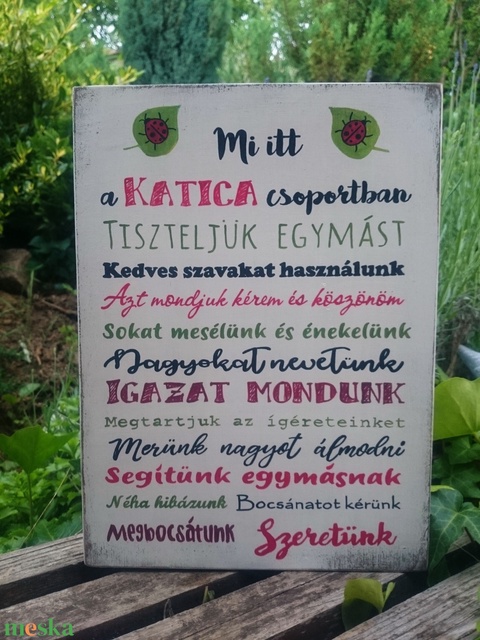 Mi itt
a KATICA csoportban
TISZTELJÜK EGYMÁST
Kedves szavakat használunk
Azt mondjuk kérem és köszönöm
Sokat mesélünk és énekelünk
Nagyokat nevetünk
IGAZAT MONDUNK
Megtartjuk az ígéreteinket
Merünk nagyot álmodni
Segítünk egymásnak
Néha hibázunk Bocsánatot kérünk
Megbocsátunk Szeretünk
meska